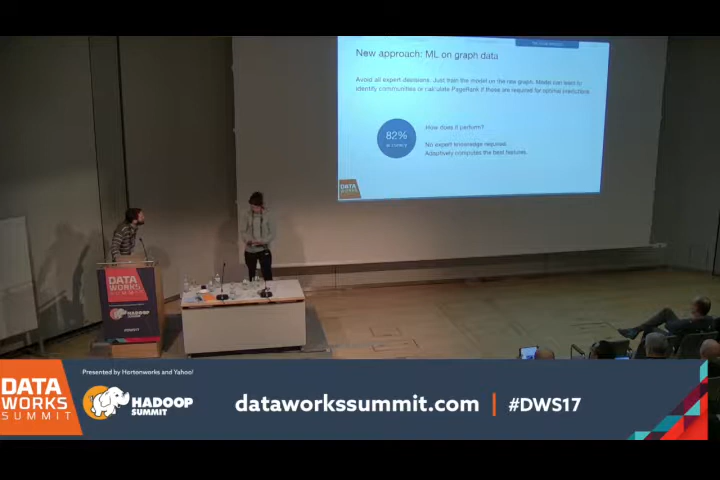 New approach: ML on graph data
Avoid all expert decisions. Just train the model on the raw graph. Model can learn to
identify communities or calculate PageRank if those are required for optimal predictions.
82%
How does it perform?
No expert knowledge required.
Adaptively computes the best features.
DATA
DATA
WORKS
SUMMIT
HADOOP
Presented by Hortonworks and Yahoo!
DATA
WORKS
SUMMIT
HADOOP
SUMMIT
dataworkssummit.com | #DWS17